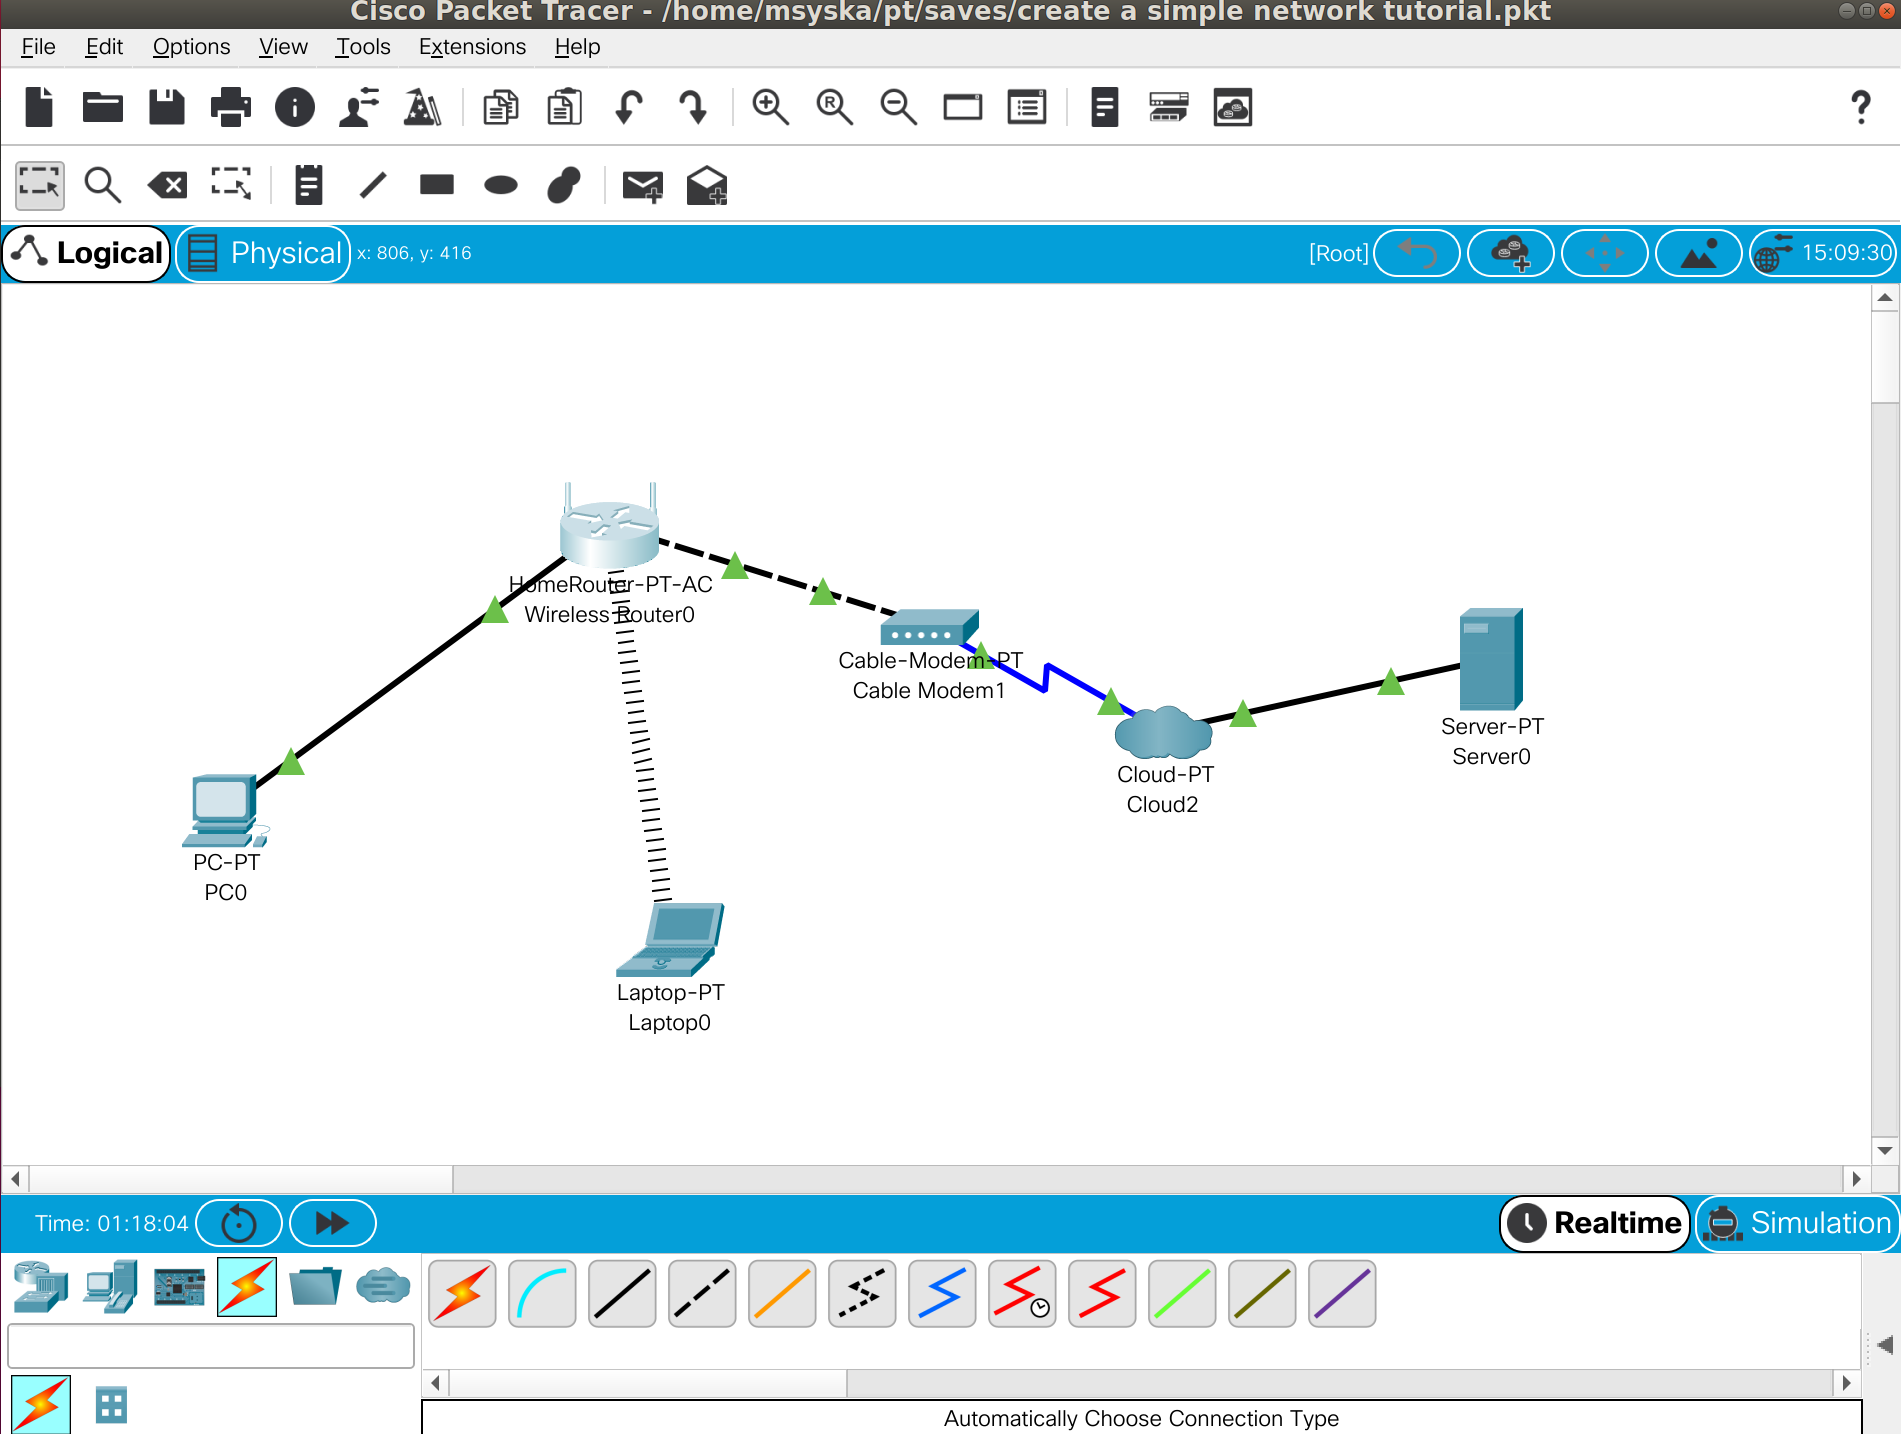 Cisco Packet Tracer - /home/msyska/pt/saves/create a simple network tutorial.pkt
File Edit Options View Tools Extensions Help
R
?
Logical Physical x: 806, y: 416 [Root] 15:09:30
HomeRouter-PT-AC
Wireless Router0
Cable-Modem-PT
Cable Modem1
Server-PT
Server0
Cloud-PT
Cloud2
PC-PT
PC0
Laptop-PT
Laptop0
Time: 01:18:04 Realtime Simulation
Automatically Choose Connection Type